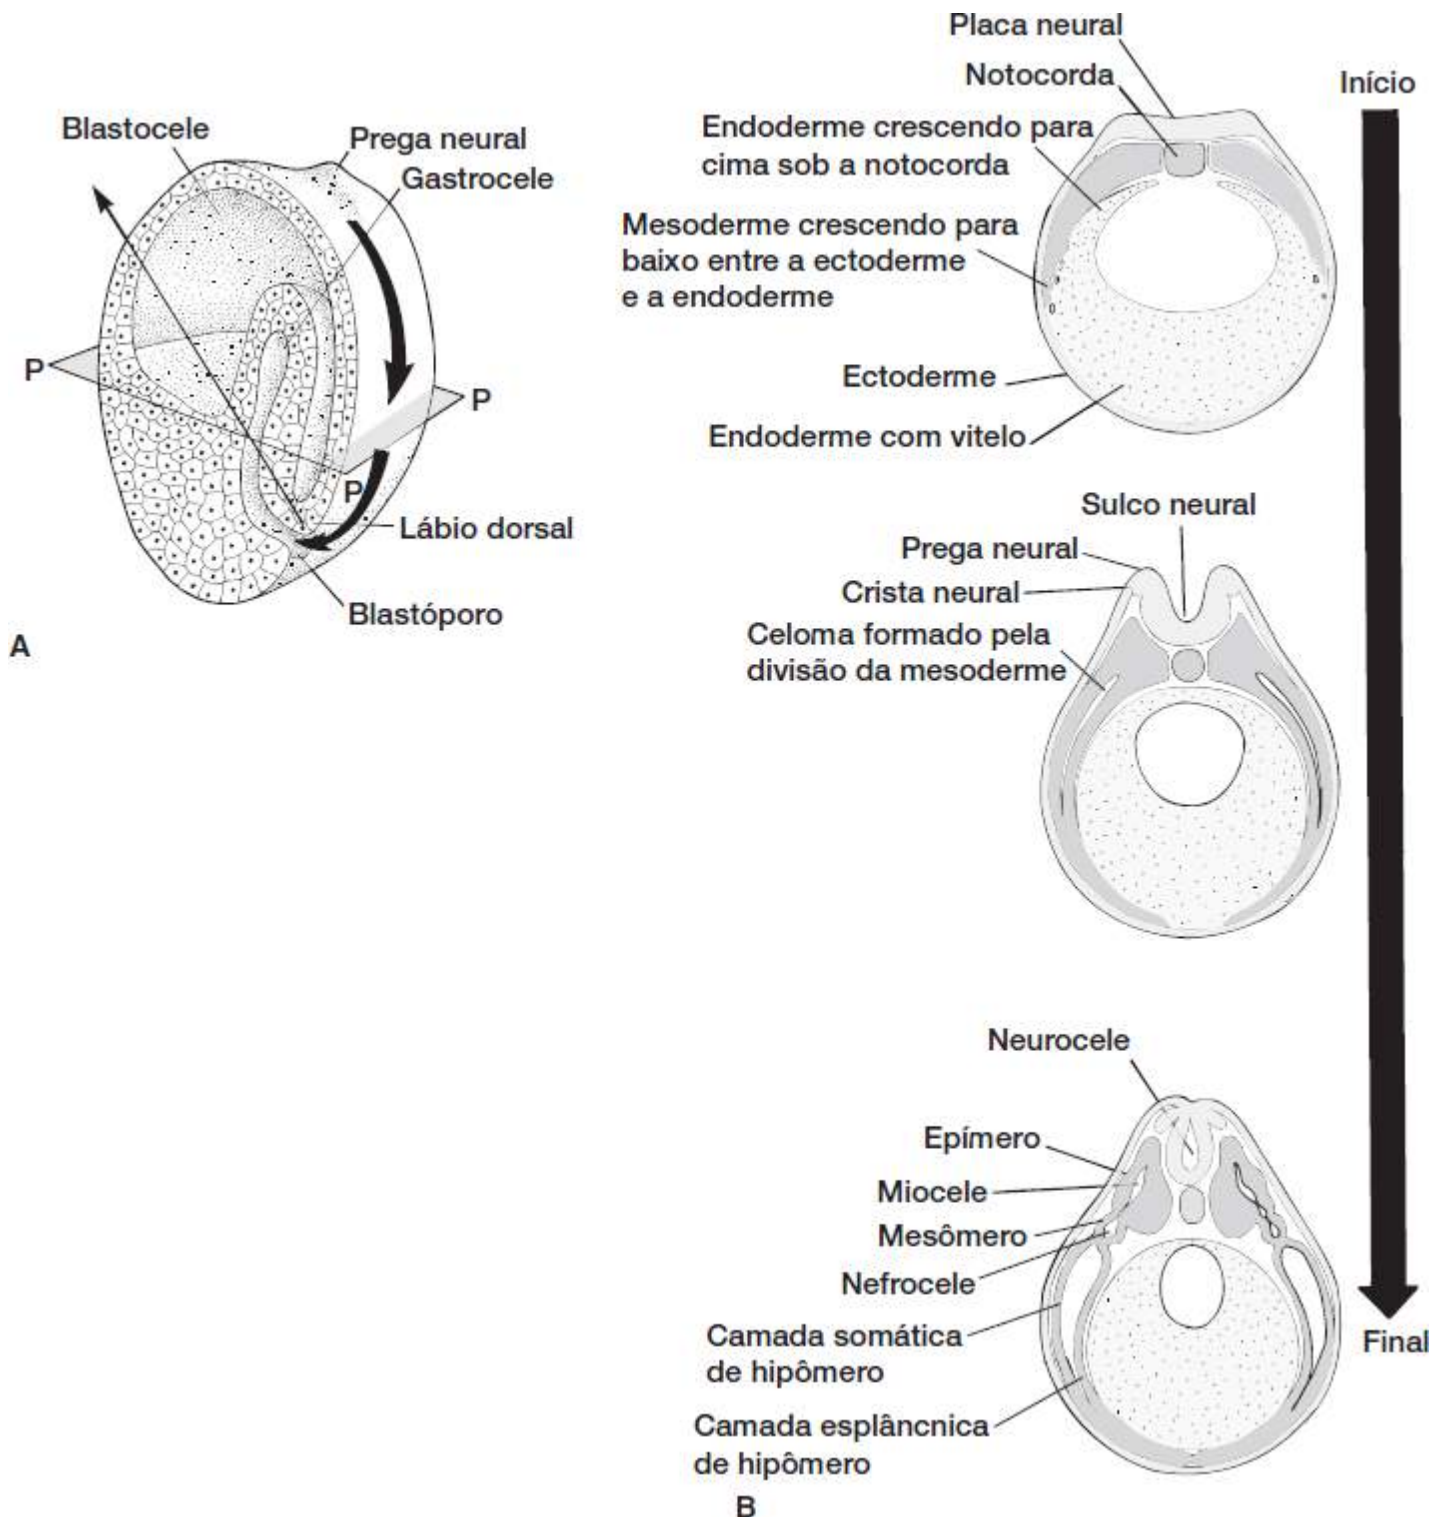 Blastocele
Prega neural
Gastrocele
P
P
P
Lábio dorsal
Blastóporo
A
Placa neural
Notocorda
Início
Endoderme crescendo para
cima sob a notocorda
Mesoderme crescendo para
baixo entre a ectoderme
e a endoderme
Ectoderme
Endoderme com vitelo
Sulco neural
Prega neural
Crista neural
Celoma formado pela
divisão da mesoderme
Neurocele
Epímero
Miocele
Mesômero
Nefrocele
Camada somática
de hipômero
Final
Camada esplâncnica
de hipômero
B